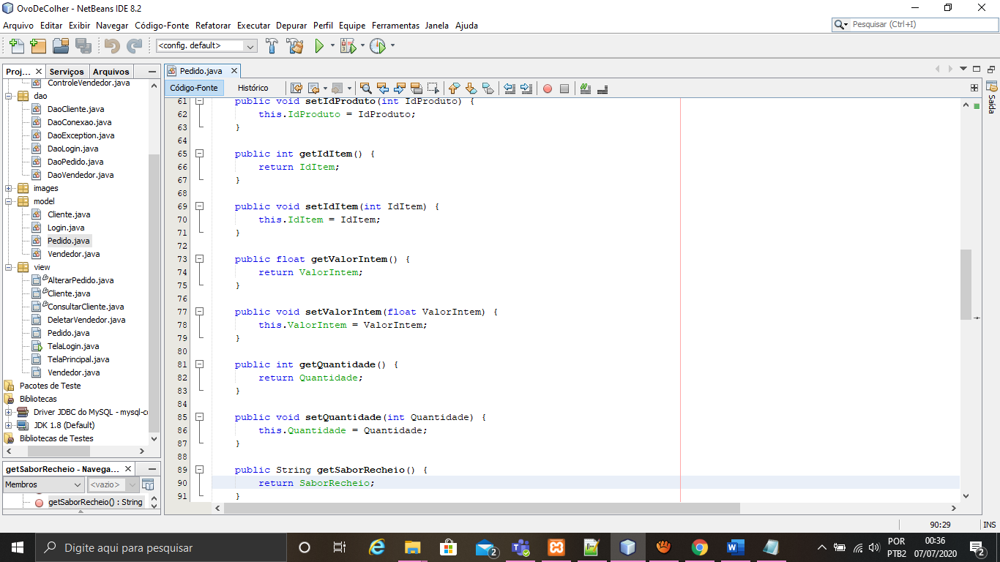 OvoDeColher - NetBeans IDE 8.2
Arquivo Editar Exibir Navegar Código-Fonte Refatorar Executar Depurar Perfil Equipe Ferramentas Janela Ajuda
Pesquisar (Ctrl+I)
<config. default>
Proj... Serviços Arquivos
ControleVendedor.java
dao
DaoCliente.java
DaoConexao.java
DaoException.java
DaoLogin.java
DaoPedido.java
DaoVendedor.java
images
model
Cliente.java
Login.java
Pedido.java
Vendedor.java
view
AlterarPedido.java
Cliente.java
ConsultarCliente.java
DeletarVendedor.java
Pedido.java
TelaLogin.java
TelaPrincipal.java
Vendedor.java
Pacotes de Teste
Bibliotecas
Driver JDBC do MySQL - mysql-c
JDK 1.8 (Default)
Bibliotecas de Testes
getSaborRecheio - Navega...
Membros <vazio>
getSaborRecheio() : String
Pedido.java
Código-Fonte Histórico
61 public void setIdProduto(int IdProduto) {
62 this.IdProduto = IdProduto;
63 }
64
65 public int getIdItem() {
66 return IdItem;
67 }
68
69 public void setIdItem(int IdItem) {
70 this.IdItem = IdItem;
71 }
72
73 public float getValorIntem() {
74 return ValorIntem;
75 }
76
77 public void setValorIntem(float ValorIntem) {
78 this.ValorIntem = ValorIntem;
79 }
80
81 public int getQuantidade() {
82 return Quantidade;
83 }
84
85 public void setQuantidade(int Quantidade) {
86 this.Quantidade = Quantidade;
87 }
88
89 public String getSaborRecheio() {
90 return SaborRecheio;
91 }
Saída
90:29 INS
Digite aqui para pesquisar
2
POR
PTB2
00:36
07/07/2020
2